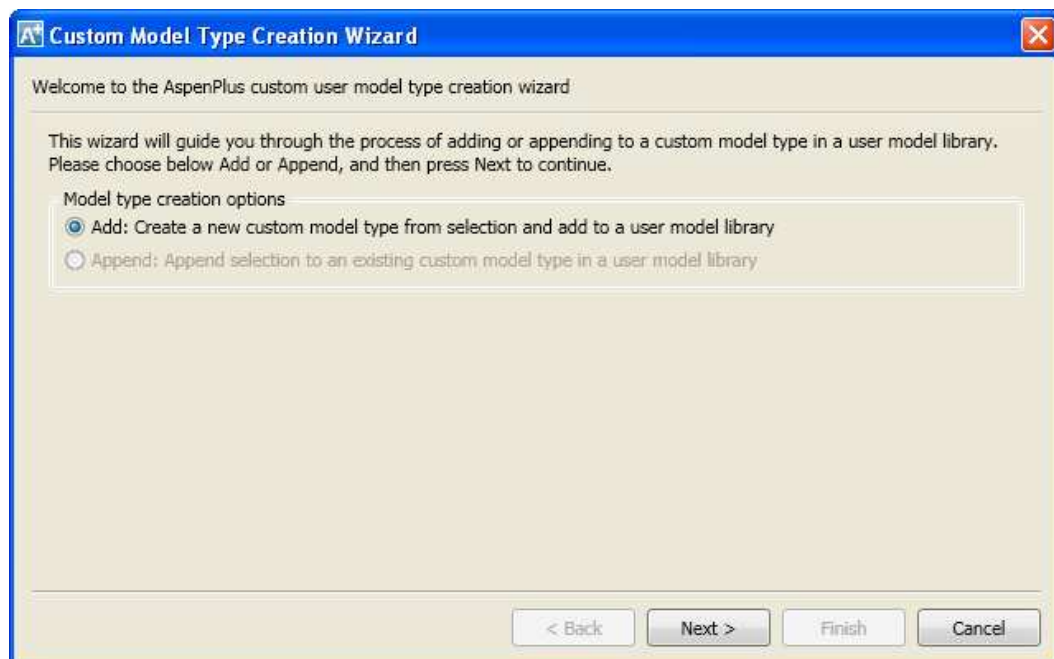 Custom Model Type Creation Wizard
Welcome to the AspenPlus custom user model type creation wizard
This wizard will guide you through the process of adding or appending to a custom model type in a user model library.
Please choose below Add or Append, and then press Next to continue.
Model type creation options
Add: Create a new custom model type from selection and add to a user model library
Append: Append selection to an existing custom model type in a user model library
< Back Next > Finish Cancel